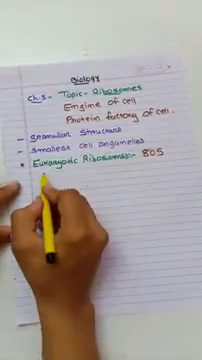 Biology
Ch:8- Topic- Ribosomes
Engine of cell
Protein factory of cell.
- Granular Structure
- Smallest cell organelles
* Eukaryotic Ribosomes:- 80S